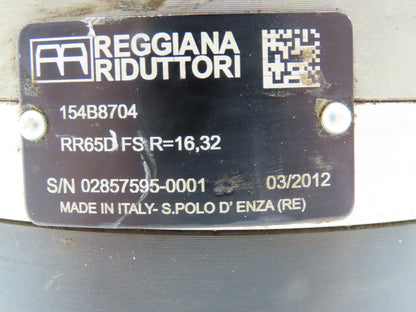 REGGIANA
RIDUTTORI
154B8704
RR65D FS R=16,32
S/N 02857595-0001 03/2012
MADE IN ITALY- S.POLO D' ENZA (RE)